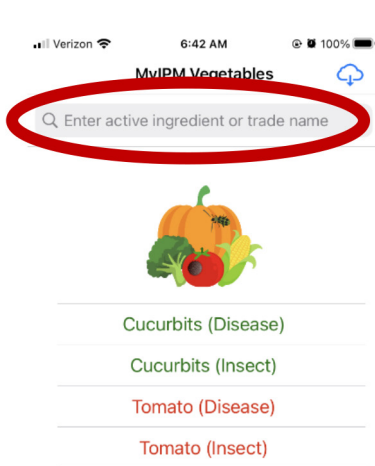 Verizon 6:42 AM 100%
MyIPM Vegetables
Enter active ingredient or trade name
Cucurbits (Disease)
Cucurbits (Insect)
Tomato (Disease)
Tomato (Insect)